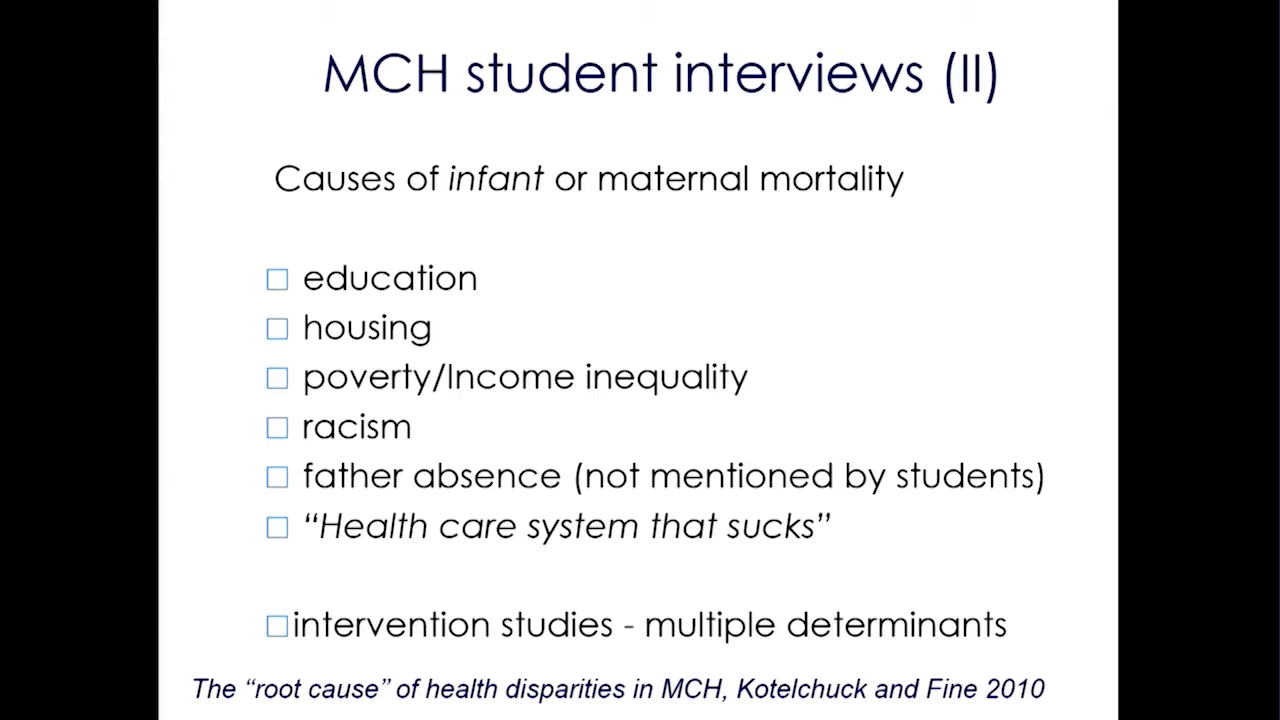 MCH student interviews (II)
Causes of infant or maternal mortality
education
housing
poverty/Income inequality
racism
father absence (not mentioned by students)
“Health care system that sucks”
intervention studies - multiple determinants
The “root cause” of health disparities in MCH, Kotelchuck and Fine 2010